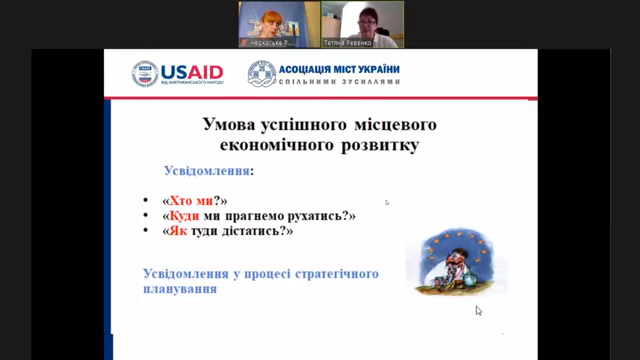 Черкаське Р...
Тетяна Ревенко
USAID
ВІД АМЕРИКАНСЬКОГО НАРОДУ
АСОЦІАЦІЯ МІСТ УКРАЇНИ
СПІЛЬНИМИ ЗУСИЛЛЯМИ
Умова успішного місцевого
економічного розвитку
Усвідомлення:
• «Хто ми?»
• «Куди ми прагнемо рухатись?»
• «Як туди дістатись?»
Усвідомлення у процесі стратегічного
планування